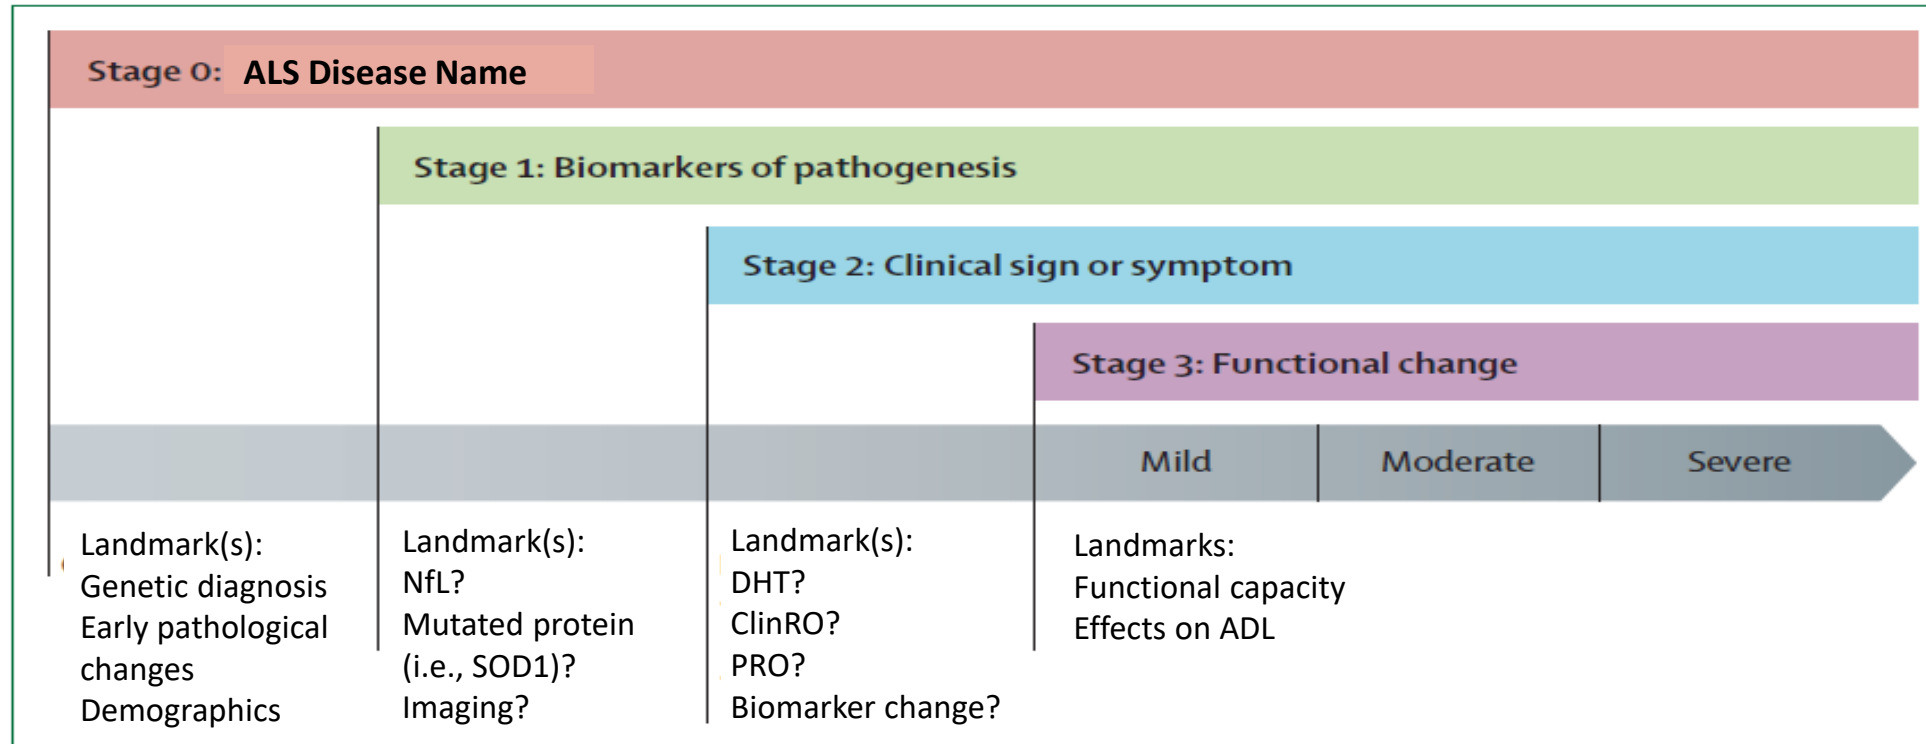 Stage 0: ALS Disease Name
Stage 1: Biomarkers of pathogenesis
Stage 2: Clinical sign or symptom
Stage 3: Functional change
Mild
Moderate
Severe
Landmark(s):
Genetic diagnosis
Early pathological
changes
Demographics
Landmark(s):
NfL?
Mutated protein
(i.e., SOD1)?
Imaging?
Landmark(s):
DHT?
ClinRO?
PRO?
Biomarker change?
Landmarks:
Functional capacity
Effects on ADL